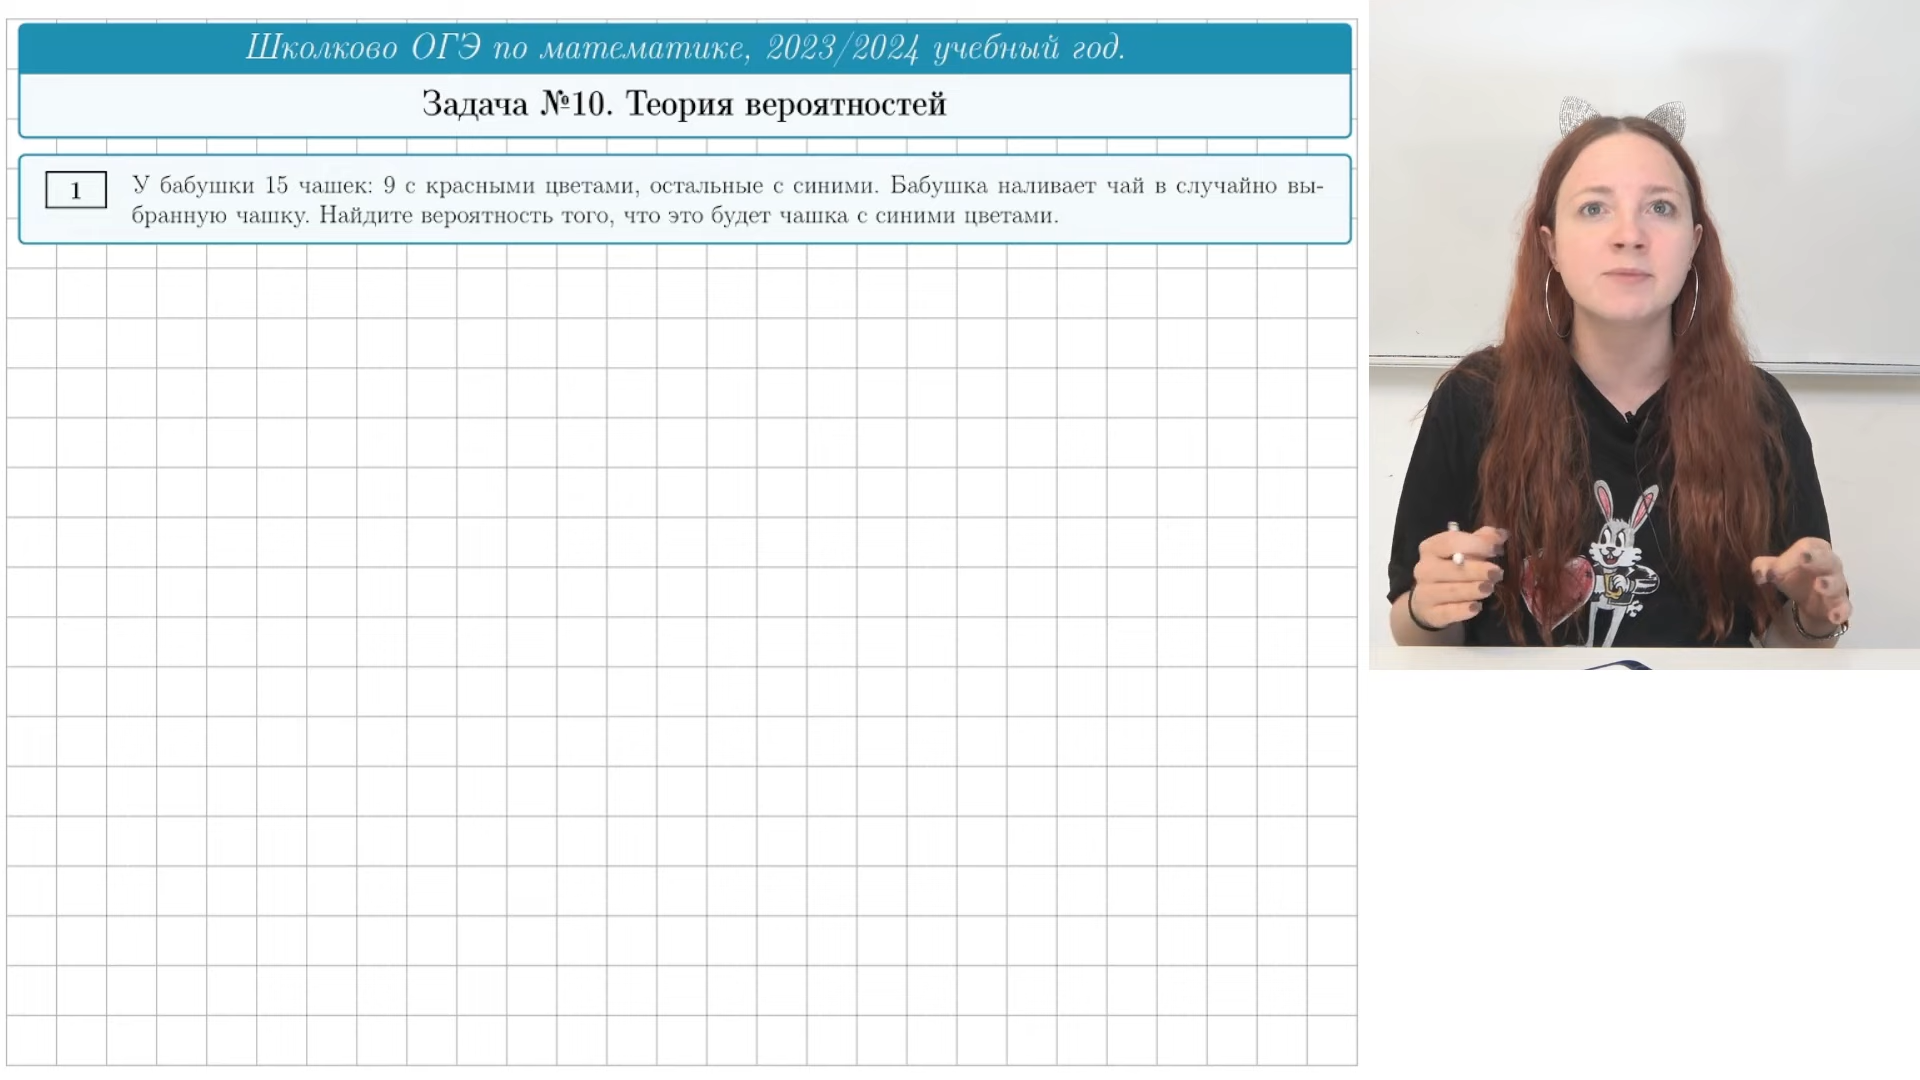 Школково ОГЭ по математике, 2023/2024 учебный год.
Задача №10. Теория вероятностей
1 У бабушки 15 чашек: 9 с красными цветами, остальные с синими. Бабушка наливает чай в случайно вы-
бранную чашку. Найдите вероятность того, что это будет чашка с синими цветами.